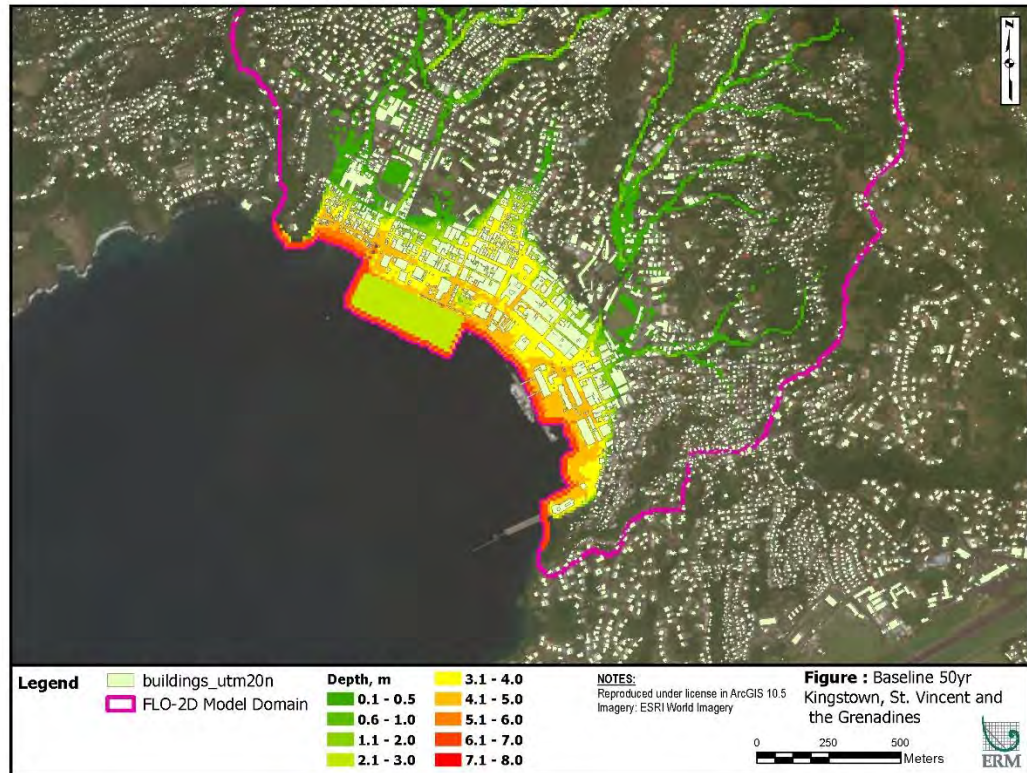 N
Legend
buildings_utm20n
FLO-2D Model Domain
Depth, m
0.1 - 0.5
0.6 - 1.0
1.1 - 2.0
2.1 - 3.0
3.1 - 4.0
4.1 - 5.0
5.1 - 6.0
6.1 - 7.0
7.1 - 8.0
NOTES:
Reproduced under license in ArcGIS 10.5
Imagery: ESRI World Imagery
Figure : Baseline 50yr
Kingstown, St. Vincent and
the Grenadines
0 250 500
Meters
ERM